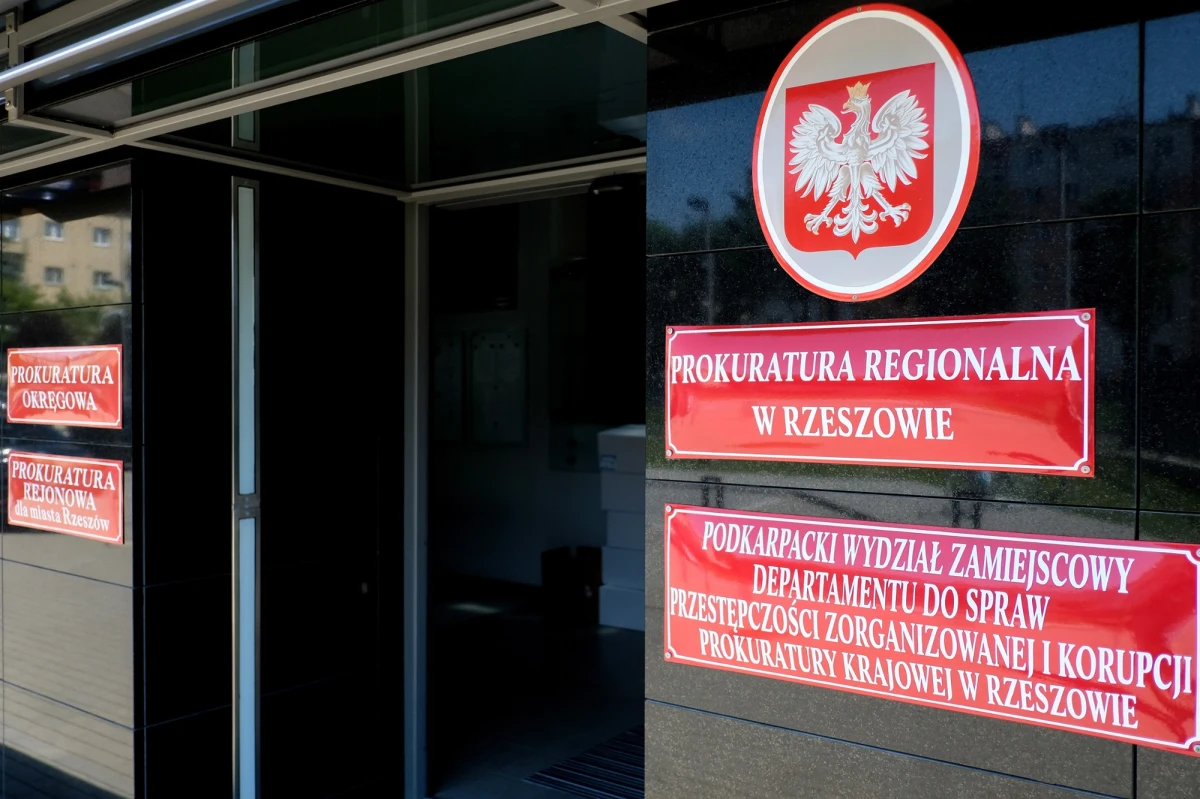 PROKURATURA
OKRĘGOWA
PROKURATURA
REJONOWA
dla miasta Rzeszów
PROKURATURA REGIONALNA
W RZESZOWIE
PODKARPACKI WYDZIAŁ ZAMIEJSCOWY
DEPARTAMENTU DO SPRAW
PRZESTĘPCZOŚCI ZORGANIZOWANEJ I KORUPCJI
PROKURATURY KRAJOWEJ W RZESZOWIE